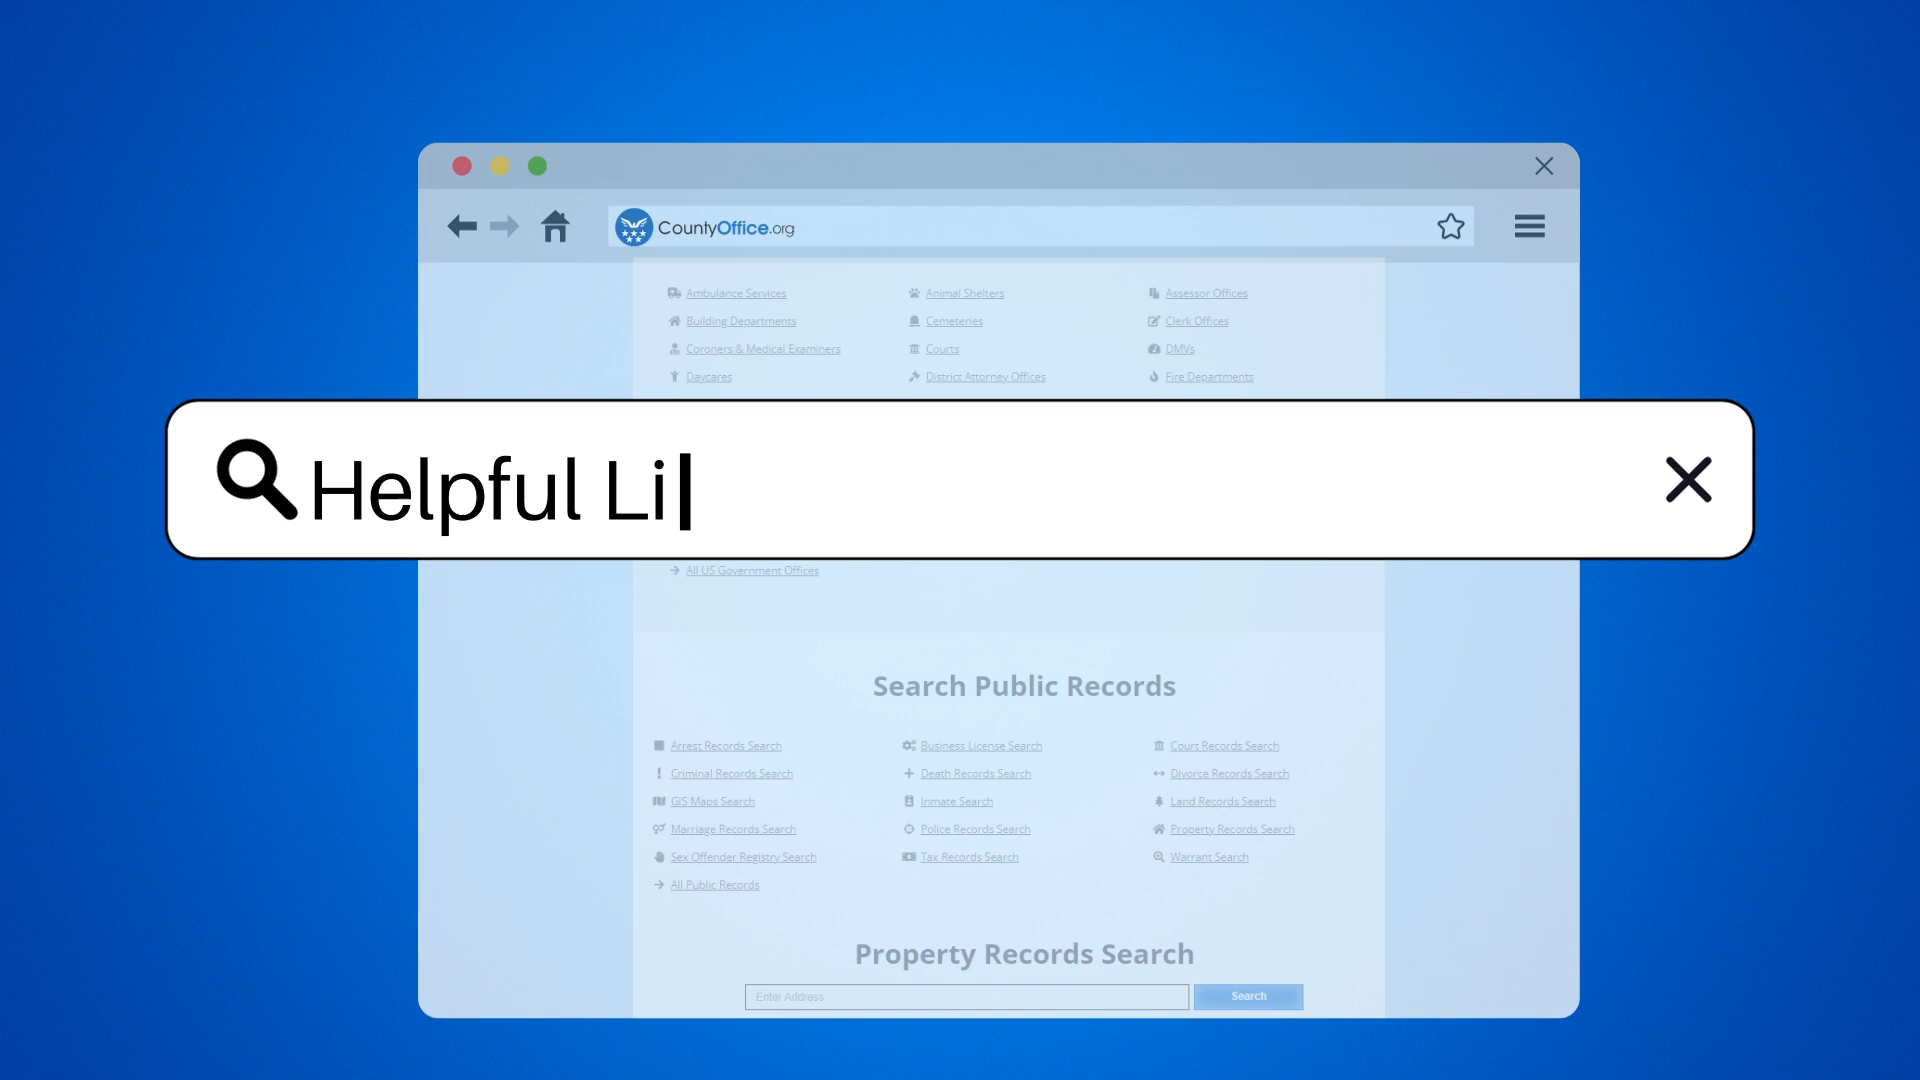 CountyOffice.org
Ambulance Services Animal Shelters Assessor Offices
Building Departments Cemeteries Clerk Offices
Coroners & Medical Examiners Courts DMVs
Daycares District Attorney Offices Fire Departments
Helpful Li
All US Government Offices
Search Public Records
Arrest Records Search Business License Search Court Records Search
Criminal Records Search Death Records Search Divorce Records Search
GIS Maps Search Inmate Search Land Records Search
Marriage Records Search Police Records Search Property Records Search
Sex Offender Registry Search Tax Records Search Warrant Search
All Public Records
Property Records Search
Enter Address Search